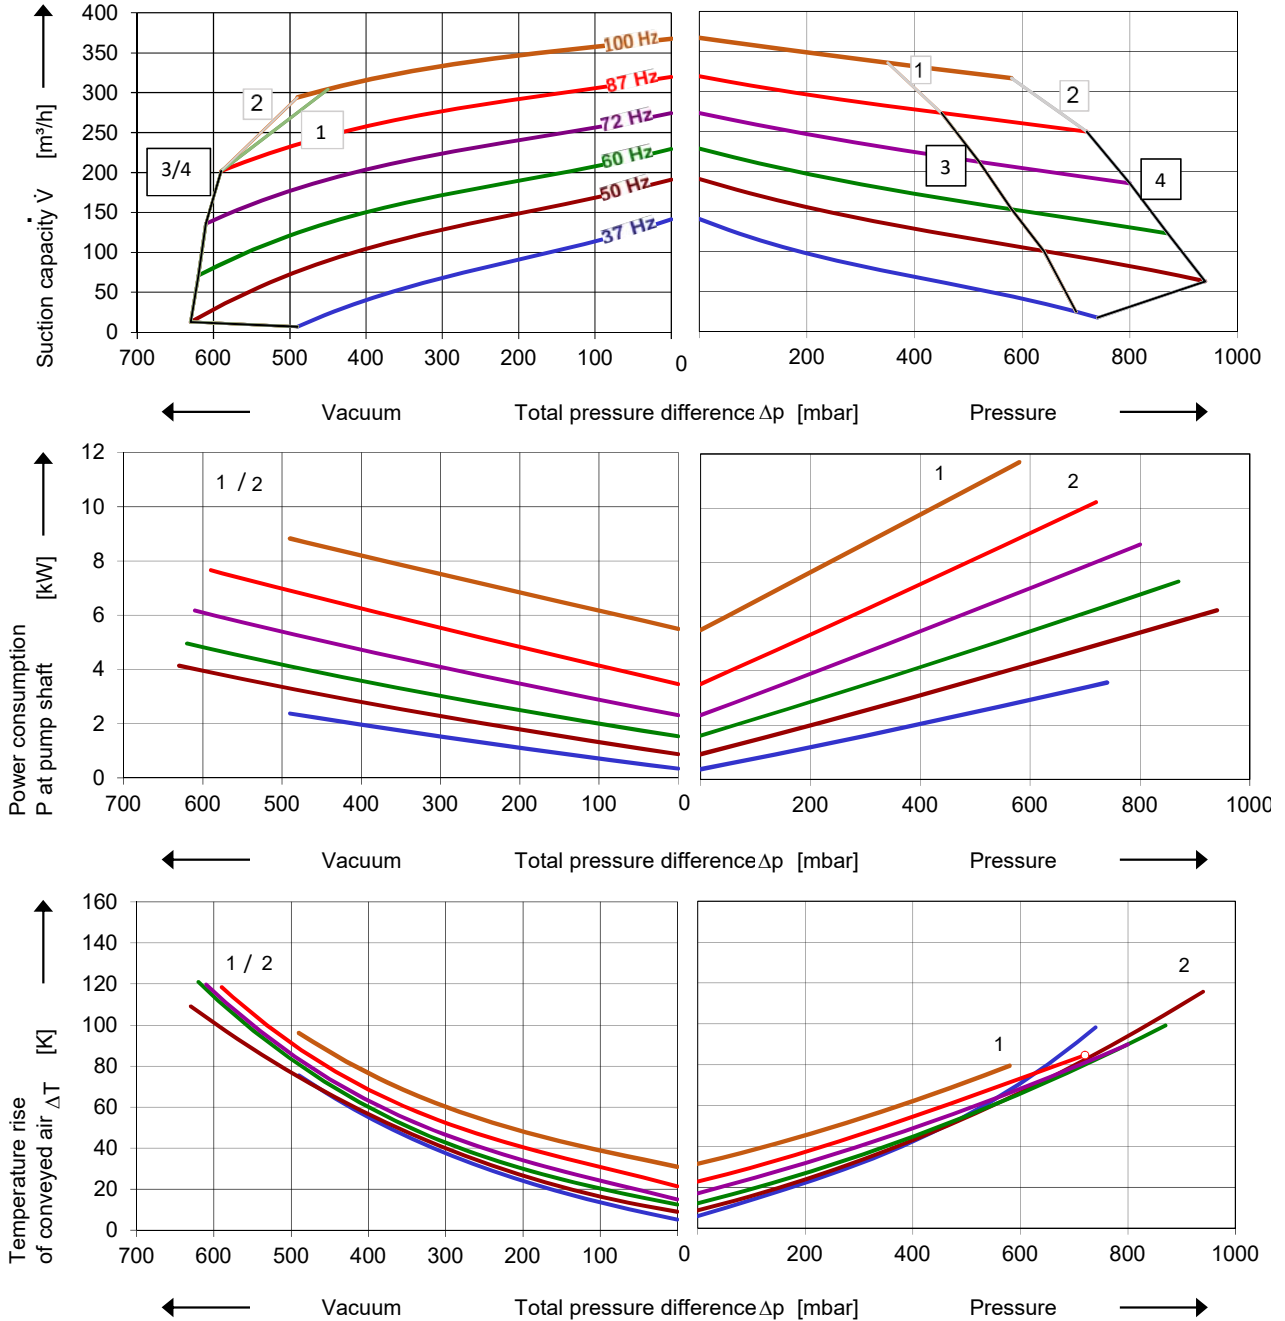 Suction capacity V̇ [m³/h]
400
350
300
250
200
150
100
50
0
100 Hz
87 Hz
72 Hz
60 Hz
50 Hz
37 Hz
2
1
3/4
1
2
3
4
700 600 500 400 300 200 100 0 200 400 600 800 1000
Vacuum Total pressure difference Δp [mbar] Pressure
Power consumption
P at pump shaft [kW]
12
10
8
6
4
2
0
1 / 2
1
2
700 600 500 400 300 200 100 0 200 400 600 800 1000
Vacuum Total pressure difference Δp [mbar] Pressure
Temperature rise
of conveyed air ΔT [K]
160
140
120
100
80
60
40
20
0
1 / 2
1
2
700 600 500 400 300 200 100 0 200 400 600 800 1000
Vacuum Total pressure difference Δp [mbar] Pressure